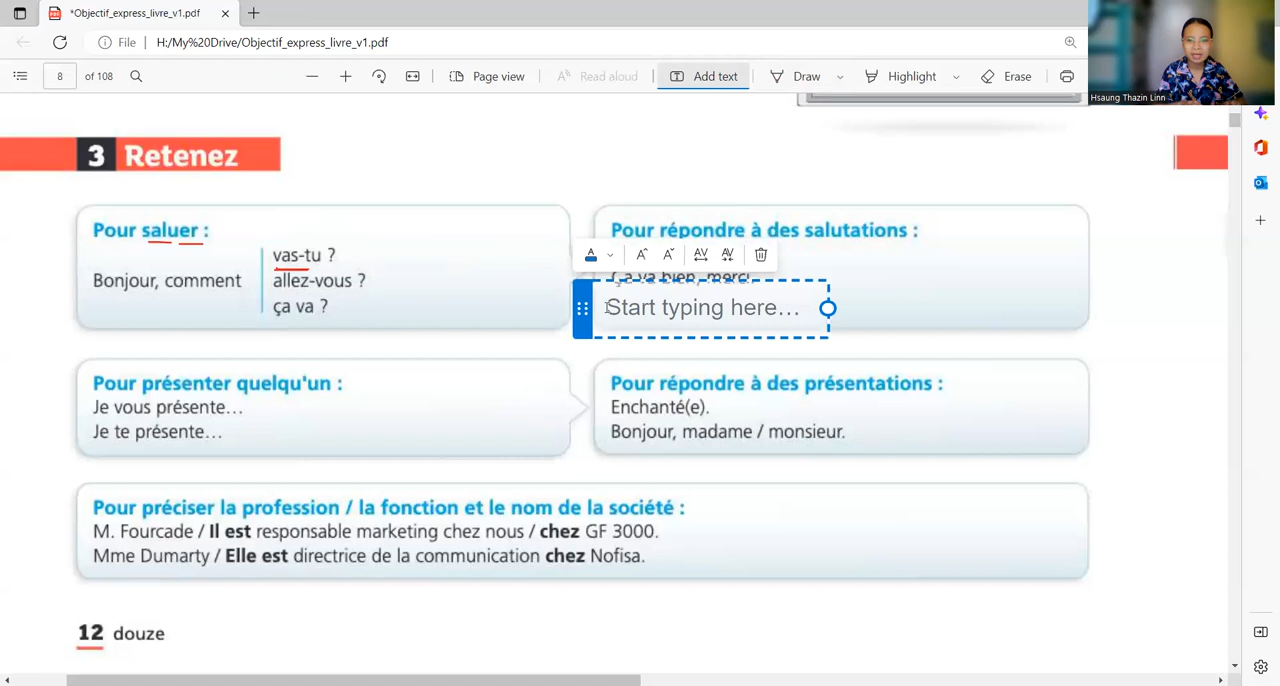 *Objectif_express_livre_v1.pdf
File H:/My%20Drive/Objectif_express_livre_v1.pdf
8 of 108 Page view Read aloud Add text Draw Highlight Erase
Hsaung Thazin Linn
3 Retenez
Pour saluer :
Bonjour, comment
vas-tu ?
allez-vous ?
ça va ?
Pour répondre à des salutations :
Ça va bien, merci.
Start typing here...
Pour présenter quelqu'un :
Je vous présente...
Je te présente...
Pour répondre à des présentations :
Enchanté(e).
Bonjour, madame / monsieur.
Pour préciser la profession / la fonction et le nom de la société :
M. Fourcade / Il est responsable marketing chez nous / chez GF 3000.
Mme Dumarty / Elle est directrice de la communication chez Nofisa.
12 douze